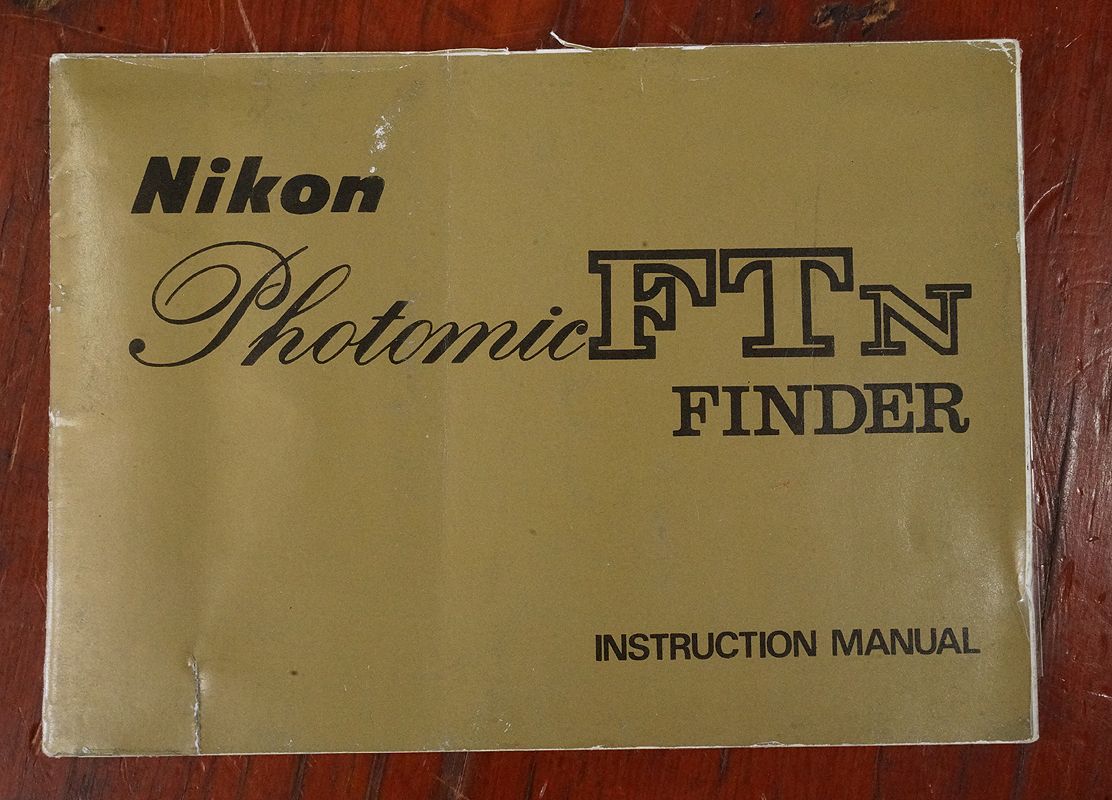 Nikon
Photomic FTN
FINDER
INSTRUCTION MANUAL